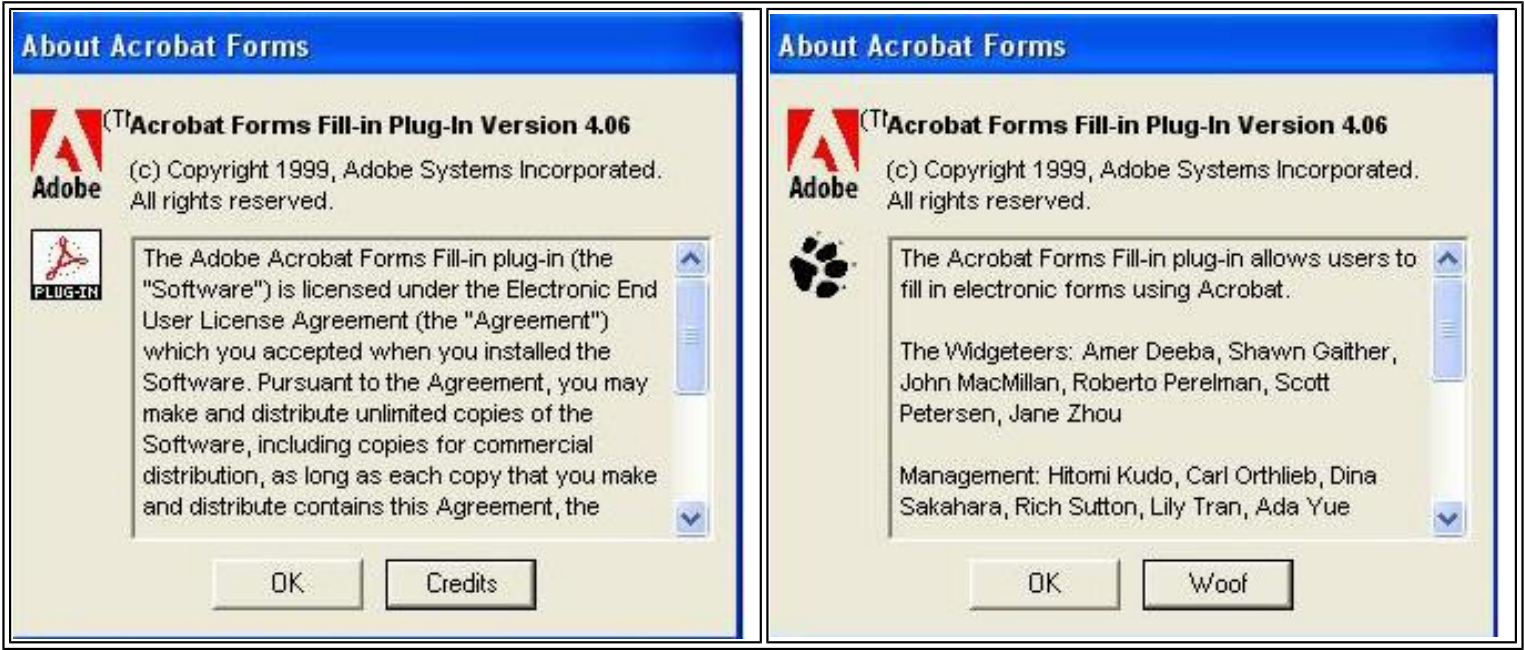 About Acrobat Forms
(Tl
Acrobat Forms Fill-in Plug-In Version 4.06
(c) Copyright 1999, Adobe Systems Incorporated.
All rights reserved.
Adobe
PLUG-IN
The Adobe Acrobat Forms Fill-in plug-in (the
"Software") is licensed under the Electronic End
User License Agreement (the "Agreement")
which you accepted when you installed the
Software. Pursuant to the Agreement, you may
make and distribute unlimited copies of the
Software, including copies for commercial
distribution, as long as each copy that you make
and distribute contains this Agreement, the
OK
Credits
About Acrobat Forms
(Tl
Acrobat Forms Fill-in Plug-In Version 4.06
(c) Copyright 1999, Adobe Systems Incorporated.
All rights reserved.
Adobe
The Acrobat Forms Fill-in plug-in allows users to
fill in electronic forms using Acrobat.
The Widgeteers: Amer Deeba, Shawn Gaither,
John MacMillan, Roberto Perelman, Scott
Petersen, Jane Zhou
Management: Hitomi Kudo, Carl Orthlieb, Dina
Sakahara, Rich Sutton, Lily Tran, Ada Yue
OK
Woof